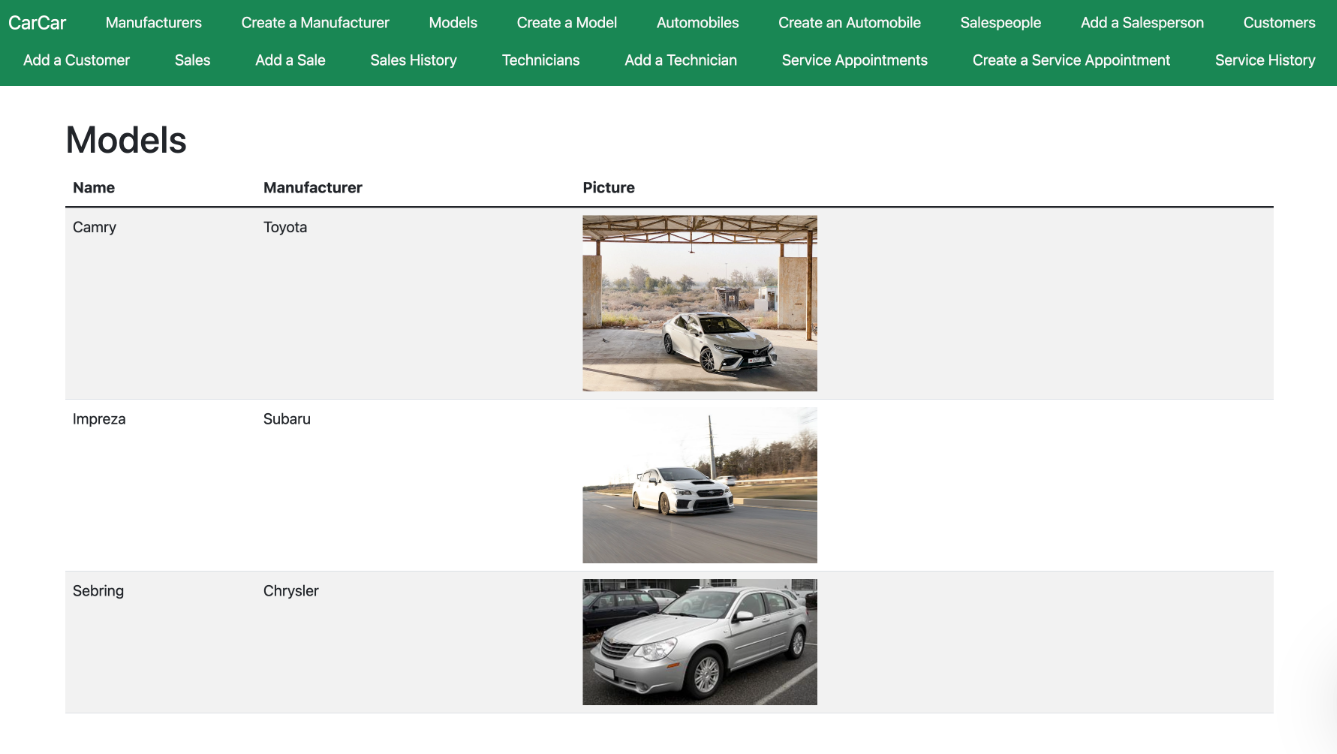 CarCar Manufacturers Create a Manufacturer Models Create a Model Automobiles Create an Automobile Salespeople Add a Salesperson Customers
Add a Customer Sales Add a Sale Sales History Technicians Add a Technician Service Appointments Create a Service Appointment Service History
Models
Name Manufacturer Picture
Camry Toyota
Impreza Subaru
Sebring Chrysler